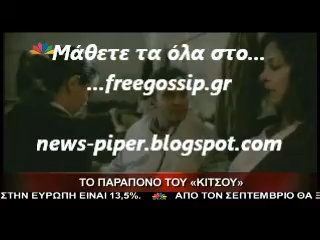 Μάθετε τα όλα στο...
...freegossip.gr
news-piper.blogspot.com
ΤΟ ΠΑΡΑΠΟΝΟ ΤΟΥ «ΚΙΤΣΟΥ»
ΣΤΗΝ ΕΥΡΩΠΗ ΕΙΝΑΙ 13,5%. ΑΠΟ ΤΟΝ ΣΕΠΤΕΜΒΡΙΟ ΘΑ